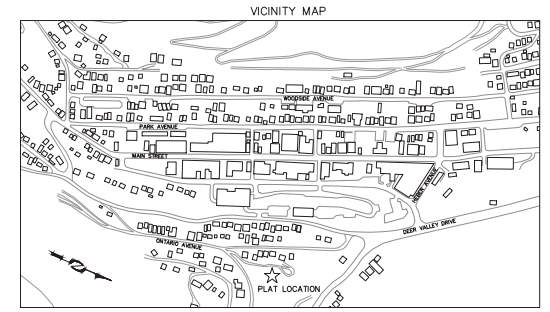 VICINITY MAP
WOODSIDE AVENUE
PARK AVENUE
MAIN STREET
HEBER AVENUE
DEER VALLEY DRIVE
ONTARIO AVENUE
N
PLAT LOCATION